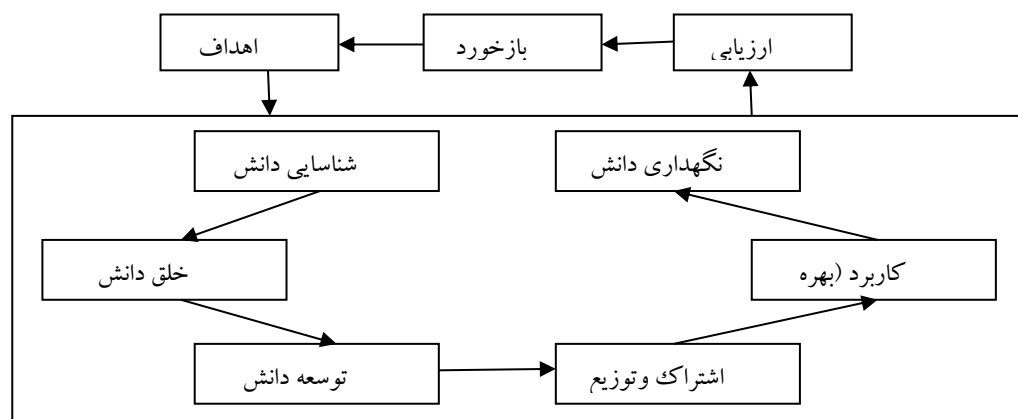 ارزیابی
بازخورد
اهداف
شناسایی دانش
نگهداری دانش
خلق دانش
کاربرد (بهره
توسعه دانش
اشتراک وتوزیع